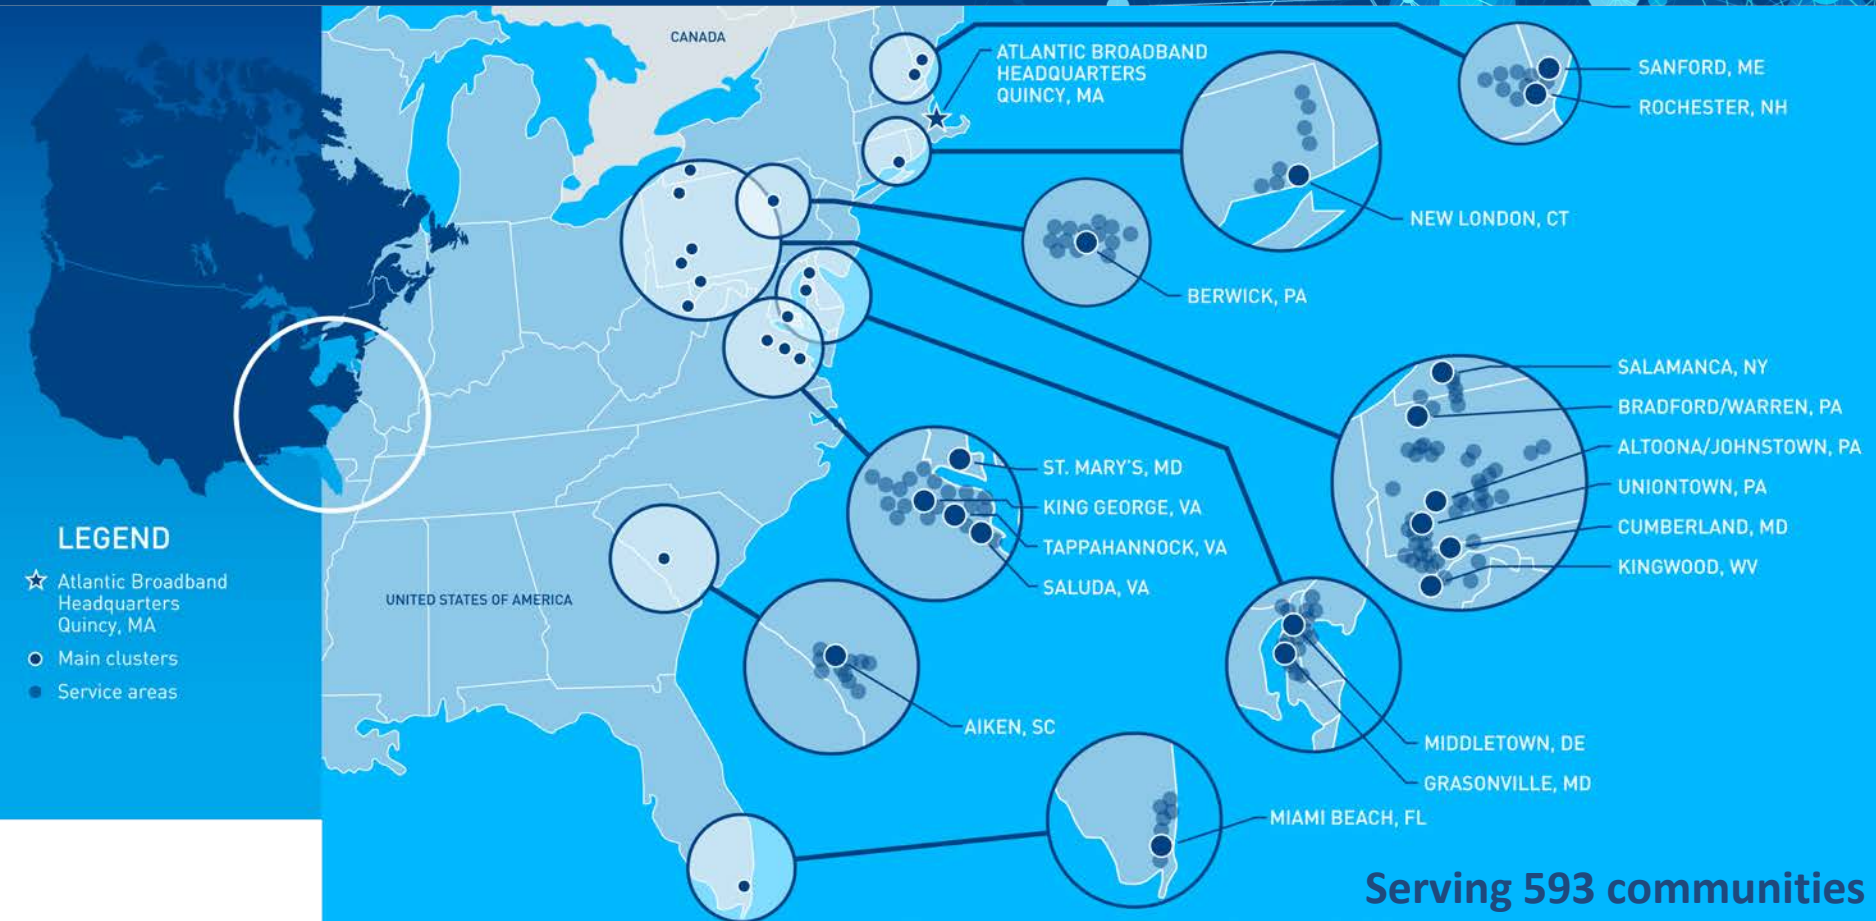 CANADA
ATLANTIC BROADBAND
HEADQUARTERS
QUINCY, MA
SANFORD, ME
ROCHESTER, NH
NEW LONDON, CT
BERWICK, PA
SALAMANCA, NY
BRADFORD/WARREN, PA
ALTOONA/JOHNSTOWN, PA
UNIONTOWN, PA
CUMBERLAND, MD
KINGWOOD, WV
ST. MARY'S, MD
KING GEORGE, VA
TAPPAHANNOCK, VA
SALUDA, VA
LEGEND
Atlantic Broadband
Headquarters
Quincy, MA
Main clusters
Service areas
UNITED STATES OF AMERICA
AIKEN, SC
MIDDLETOWN, DE
GRASONVILLE, MD
MIAMI BEACH, FL
Serving 593 communities